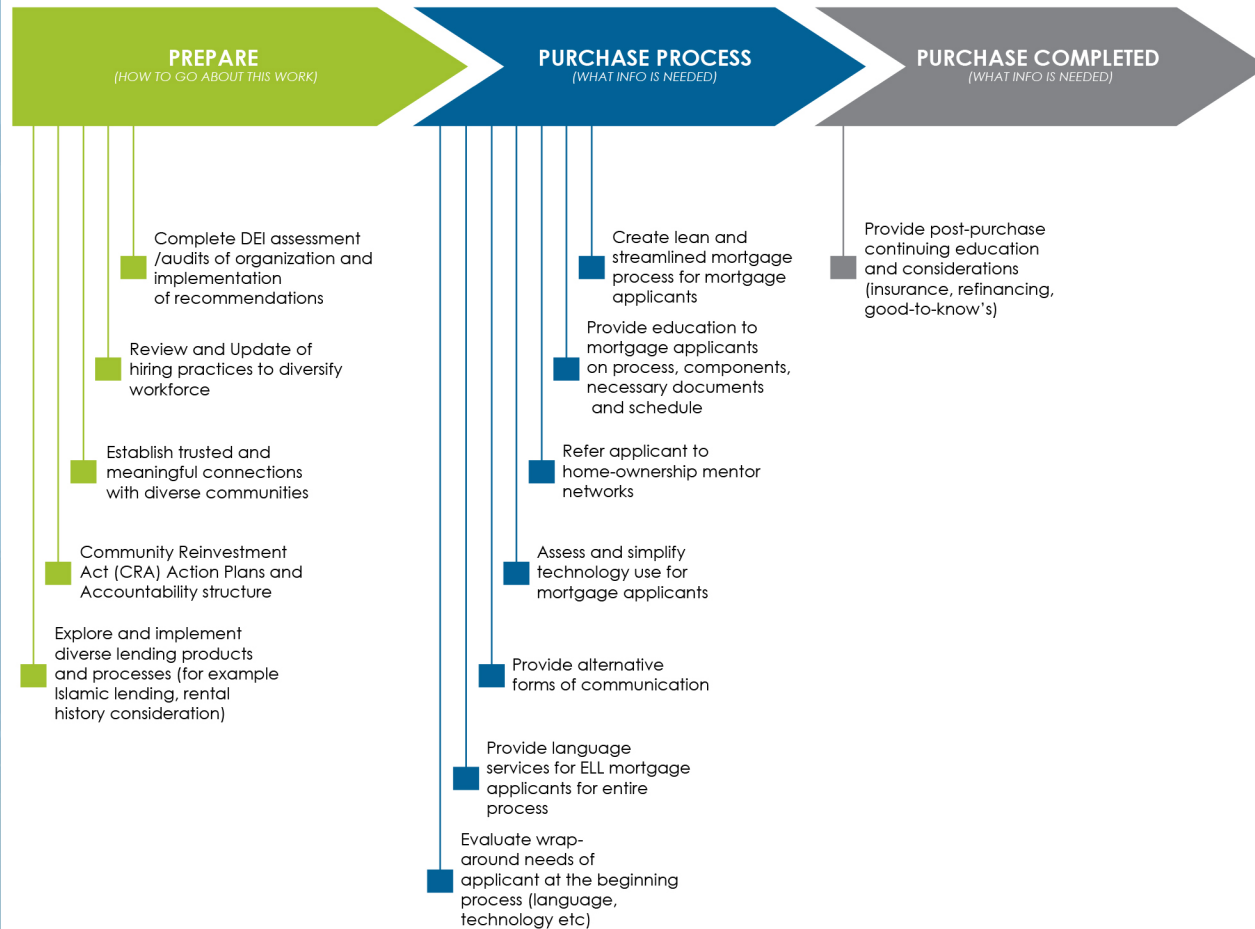 PREPARE
(HOW TO GO ABOUT THIS WORK)
Complete DEI assessment
/audits of organization and
implementation
of recommendations
Review and Update of
hiring practices to diversify
workforce
Establish trusted and
meaningful connections
with diverse communities
Community Reinvestment
Act (CRA) Action Plans and
Accountability structure
Explore and implement
diverse lending products
and processes (for example
Islamic lending, rental
history consideration)
PURCHASE PROCESS
(WHAT INFO IS NEEDED)
Create lean and
streamlined mortgage
process for mortgage
applicants
Provide education to
mortgage applicants
on process, components,
necessary documents
and schedule
Refer applicant to
home-ownership mentor
networks
Assess and simplify
technology use for
mortgage applicants
Provide alternative
forms of communication
Provide language
services for ELL mortgage
applicants for entire
process
Evaluate wrap-
around needs of
applicant at the beginning
process (language,
technology etc)
PURCHASE COMPLETED
(WHAT INFO IS NEEDED)
Provide post-purchase
continuing education
and considerations
(insurance, refinancing,
good-to-know's)